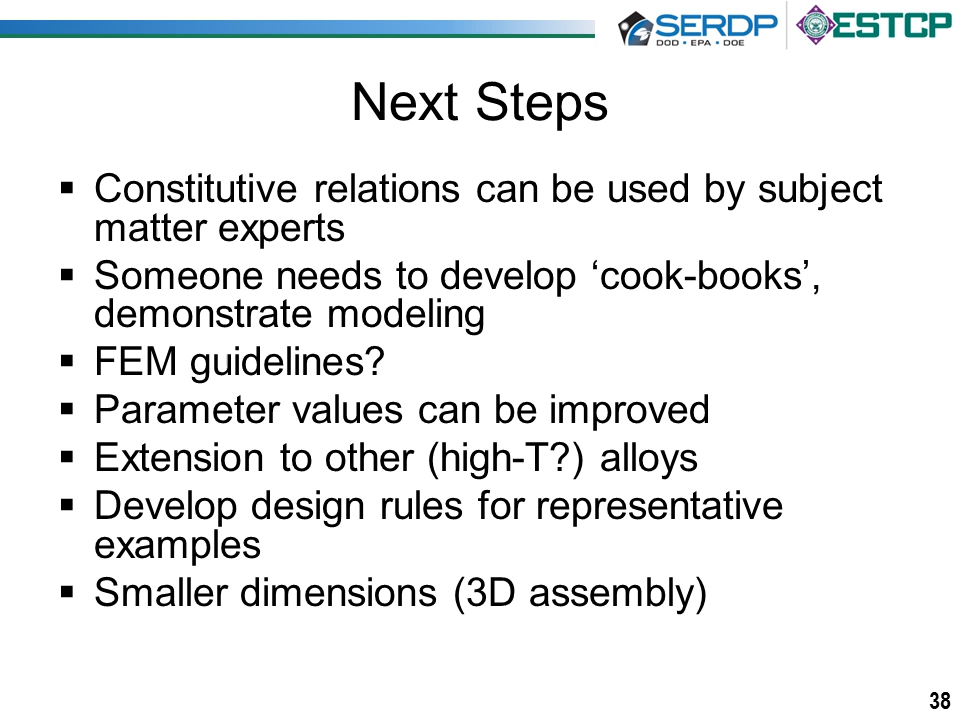 SERDP
DOD • EPA • DOE
ESTCP
Next Steps
▪ Constitutive relations can be used by subject
matter experts
▪ Someone needs to develop ‘cook-books’,
demonstrate modeling
▪ FEM guidelines?
▪ Parameter values can be improved
▪ Extension to other (high-T?) alloys
▪ Develop design rules for representative
examples
▪ Smaller dimensions (3D assembly)
38